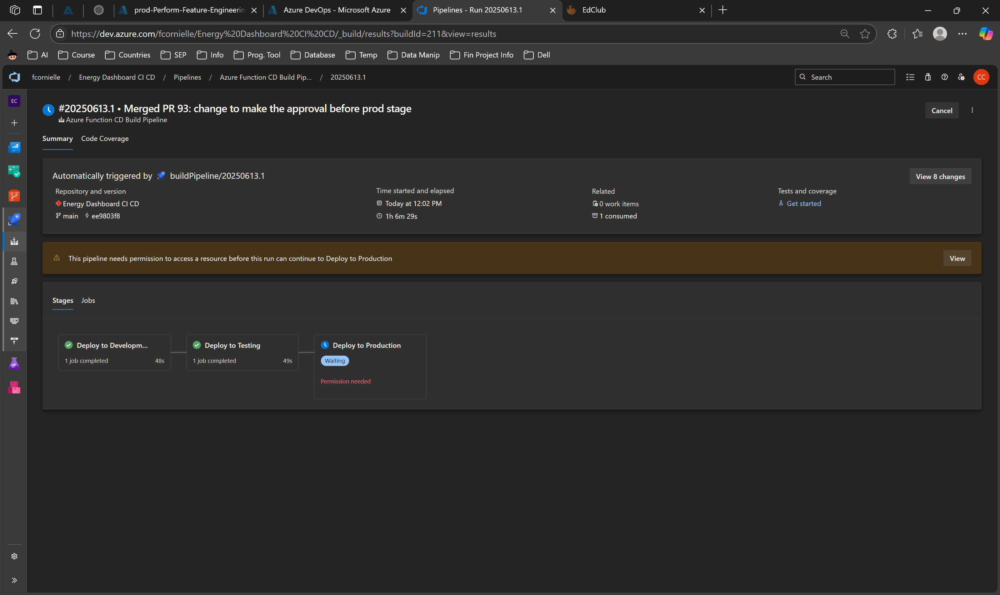 prod-Perform-Feature-Engineerin
Azure DevOps - Microsoft Azure
Pipelines - Run 20250613.1
EdClub
https://dev.azure.com/fcornielle/Energy%20Dashboard%20CI%20CD/_build/results?buildId=211&view=results
AI Course Countries SEP Info Prog. Tool Database Temp Data Manip Fin Project Info Dell
fcornielle / Energy Dashboard CI CD / Pipelines / Azure Function CD Build Pip... / 20250613.1
Search
CC
EC
#20250613.1 • Merged PR 93: change to make the approval before prod stage
Azure Function CD Build Pipeline
Cancel
Summary Code Coverage
Automatically triggered by buildPipeline/20250613.1
View 8 changes
Repository and version
Energy Dashboard CI CD
main ee9803f8
Time started and elapsed
Today at 12:02 PM
1h 6m 29s
Related
0 work items
1 consumed
Tests and coverage
Get started
This pipeline needs permission to access a resource before this run can continue to Deploy to Production
View
Stages Jobs
Deploy to Developm...
1 job completed 48s
Deploy to Testing
1 job completed 49s
Deploy to Production
Waiting
Permission needed